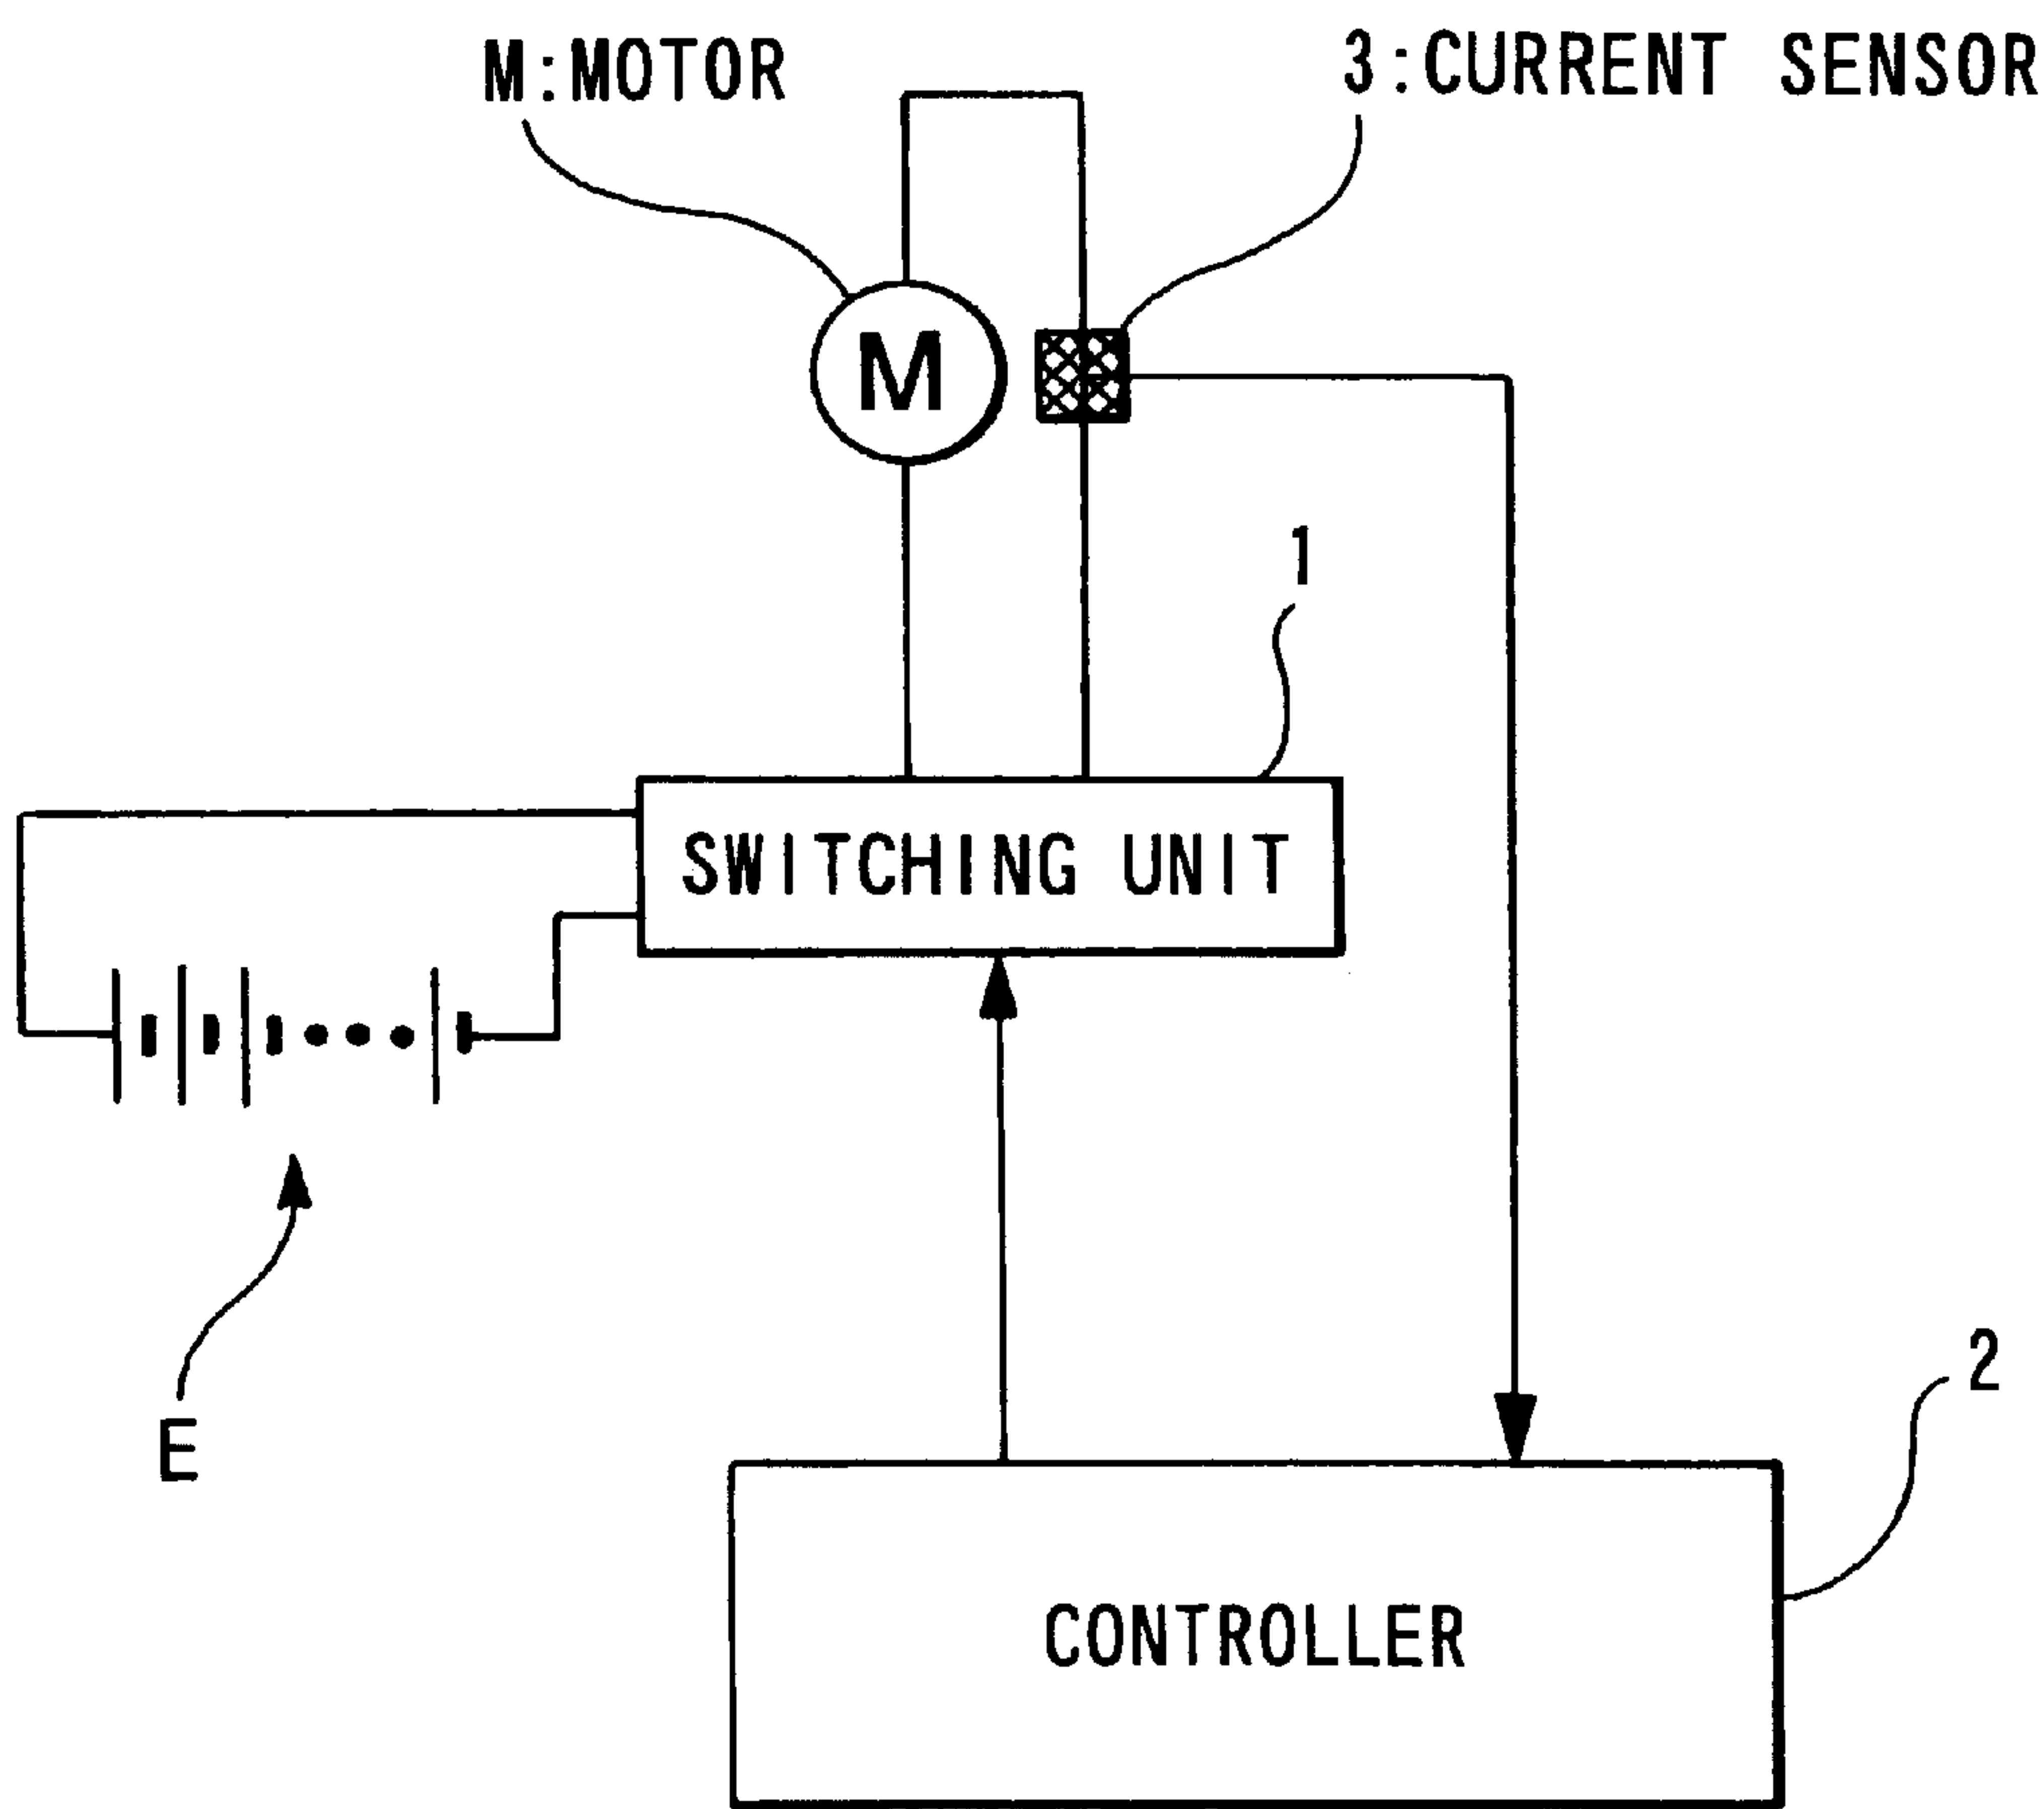 M:MOTOR
3:CURRENT SENSOR
M
1
SWITCHING UNIT
E
2
CONTROLLER